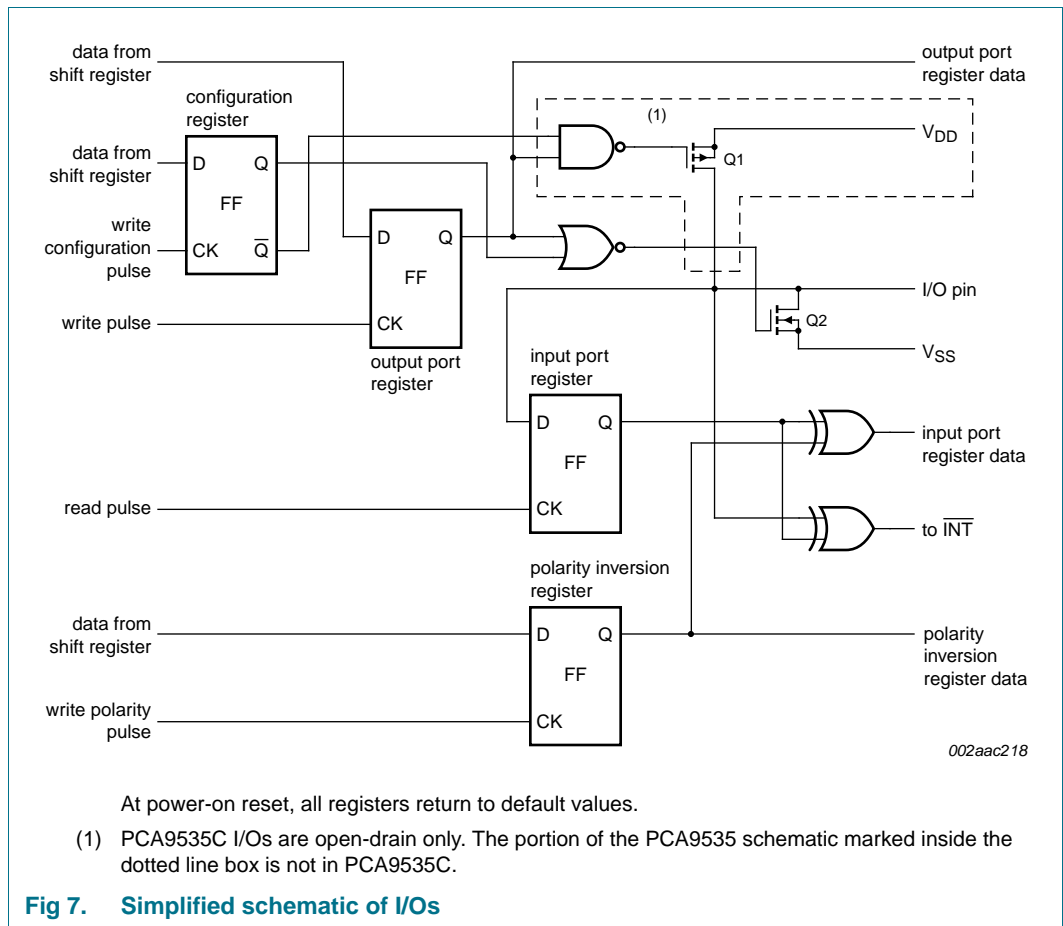 data from
shift register
output port
register data
configuration
register
(1)
VDD
data from
shift register
D
Q
Q1
FF
write
configuration
pulse
CK
Q̅
D
Q
FF
I/O pin
Q2
write pulse
CK
VSS
output port
register
input port
register
D
Q
input port
register data
FF
read pulse
CK
to I̅N̅T̅
polarity inversion
register
data from
shift register
D
Q
polarity
inversion
register data
FF
write polarity
pulse
CK
002aac218
At power-on reset, all registers return to default values.
(1) PCA9535C I/Os are open-drain only. The portion of the PCA9535 schematic marked inside the
dotted line box is not in PCA9535C.
Fig 7. Simplified schematic of I/Os